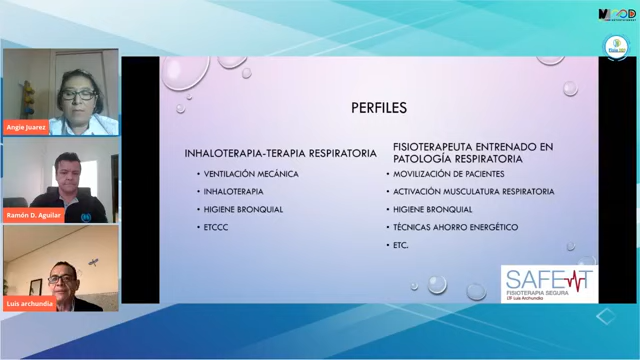 Angie Juarez
Ramón D. Aguilar
Luis archundia
PERFILES
INHALOTERAPIA-TERAPIA RESPIRATORIA
• VENTILACIÓN MECÁNICA
• INHALOTERAPIA
• HIGIENE BRONQUIAL
• ETCCC
FISIOTERAPEUTA ENTRENADO EN
PATOLOGÍA RESPIRATORIA
• MOVILIZACIÓN DE PACIENTES
• ACTIVACIÓN MUSCULATURA RESPIRATORIA
• HIGIENE BRONQUIAL
• TÉCNICAS AHORRO ENERGÉTICO
• ETC.
FISIOTERAPIA SEGURA